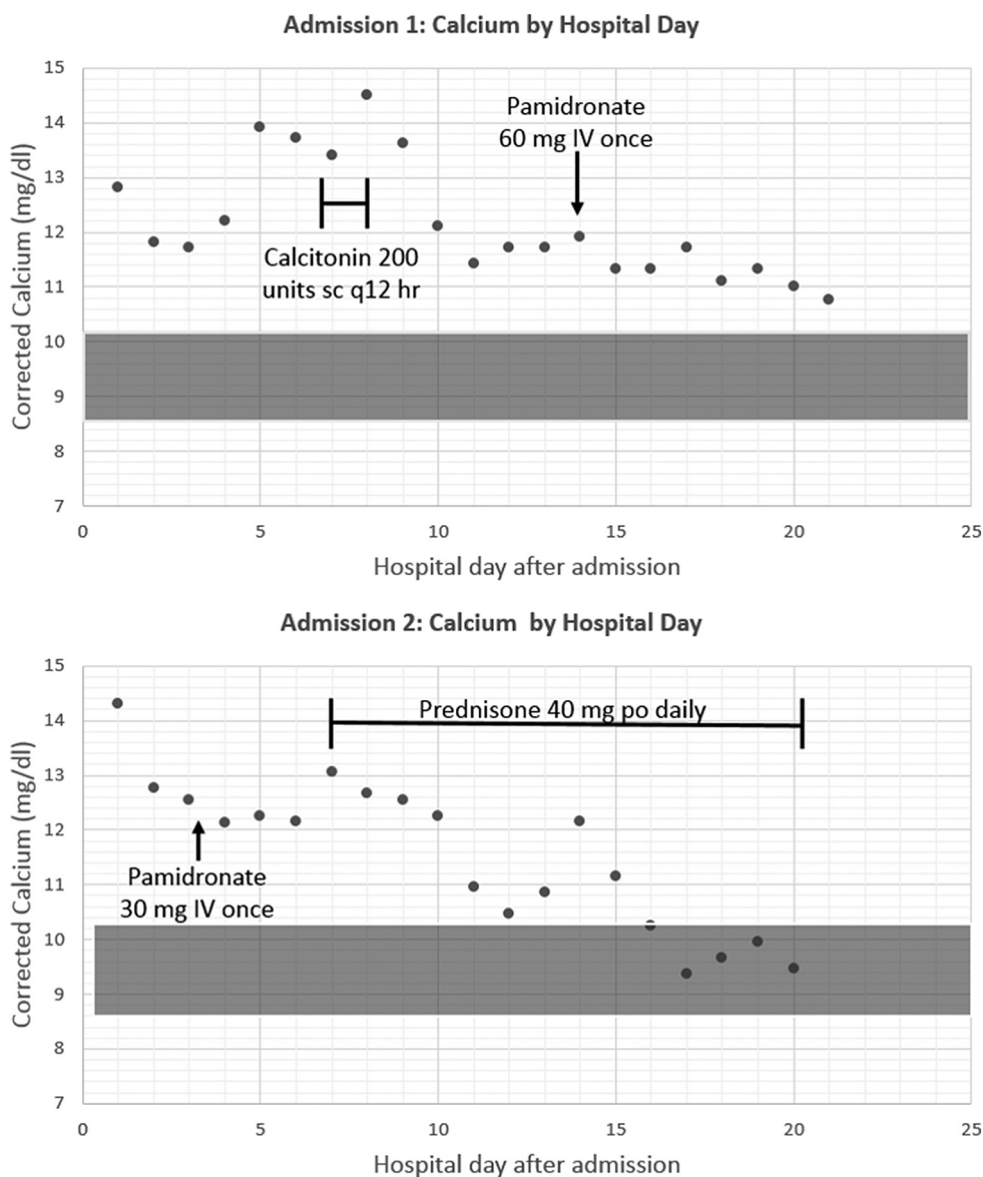 Admission 1: Calcium by Hospital Day
Corrected Calcium (mg/dl)
15
14
13
12
11
10
9
8
7
Pamidronate
60 mg IV once
Calcitonin 200
units sc q12 hr
0 5 10 15 20 25
Hospital day after admission
Admission 2: Calcium by Hospital Day
Corrected Calcium (mg/dl)
15
14
13
12
11
10
9
8
7
Prednisone 40 mg po daily
Pamidronate
30 mg IV once
0 5 10 15 20 25
Hospital day after admission